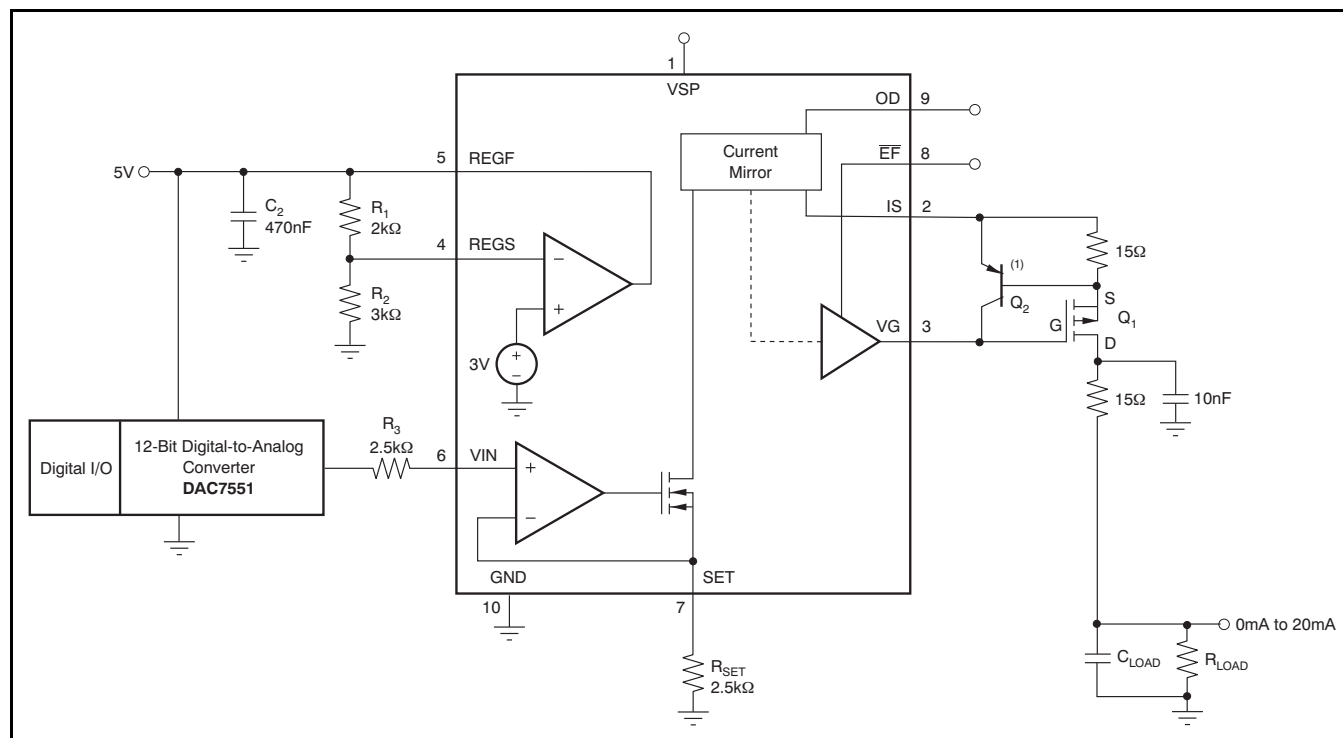 1
VSP
OD 9
EF 8
Current
Mirror
IS 2
5 REGF
5V
C2
470nF
R1
2kΩ
4 REGS
R2
3kΩ
−
+
3V
+
−
15Ω
(1)
Q2
S
Q1
G
D
VG 3
15Ω
10nF
Digital I/O
12-Bit Digital-to-Analog
Converter
DAC7551
R3
2.5kΩ
6 VIN
+
−
GND
SET
10
7
RSET
2.5kΩ
0mA to 20mA
CLOAD
RLOAD